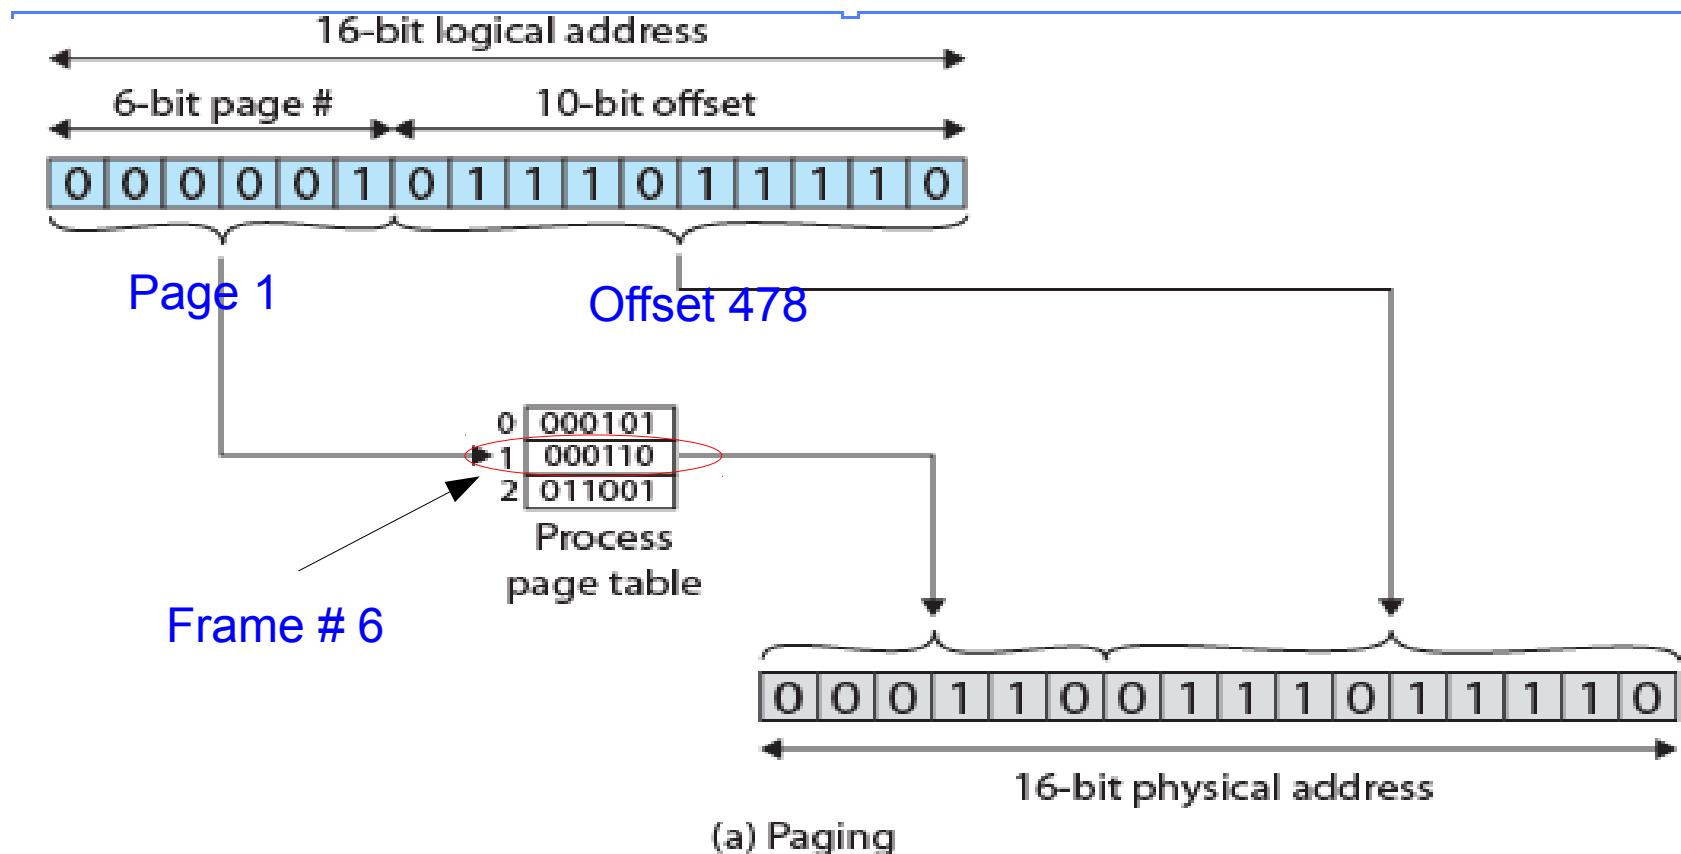 16-bit logical address
6-bit page # 10-bit offset
0 0 0 0 0 1 0 1 1 1 0 1 1 1 1 0
Page 1 Offset 478
0 000101
1 000110
2 011001
Process
page table
Frame # 6
0 0 0 1 1 0 0 1 1 1 0 1 1 1 1 0
16-bit physical address
(a) Paging